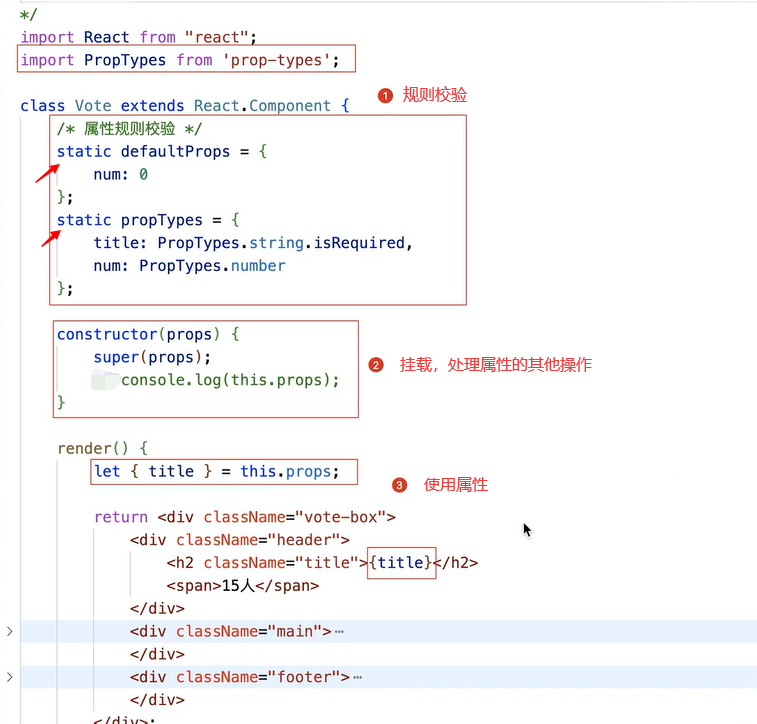 */
import React from "react";
import PropTypes from 'prop-types';
class Vote extends React.Component {
1 规则校验
/* 属性规则校验 */
static defaultProps = {
num: 0
};
static propTypes = {
title: PropTypes.string.isRequired,
num: PropTypes.number
};
constructor(props) {
super(props);
2 挂载，处理属性的其他操作
console.log(this.props);
}
render() {
let { title } = this.props;
3 使用属性
return <div className="vote-box">
<div className="header">
<h2 className="title">{title}</h2>
<span>15人</span>
</div>
<div className="main">⋯
</div>
<div className="footer">⋯
</div>
</div>;